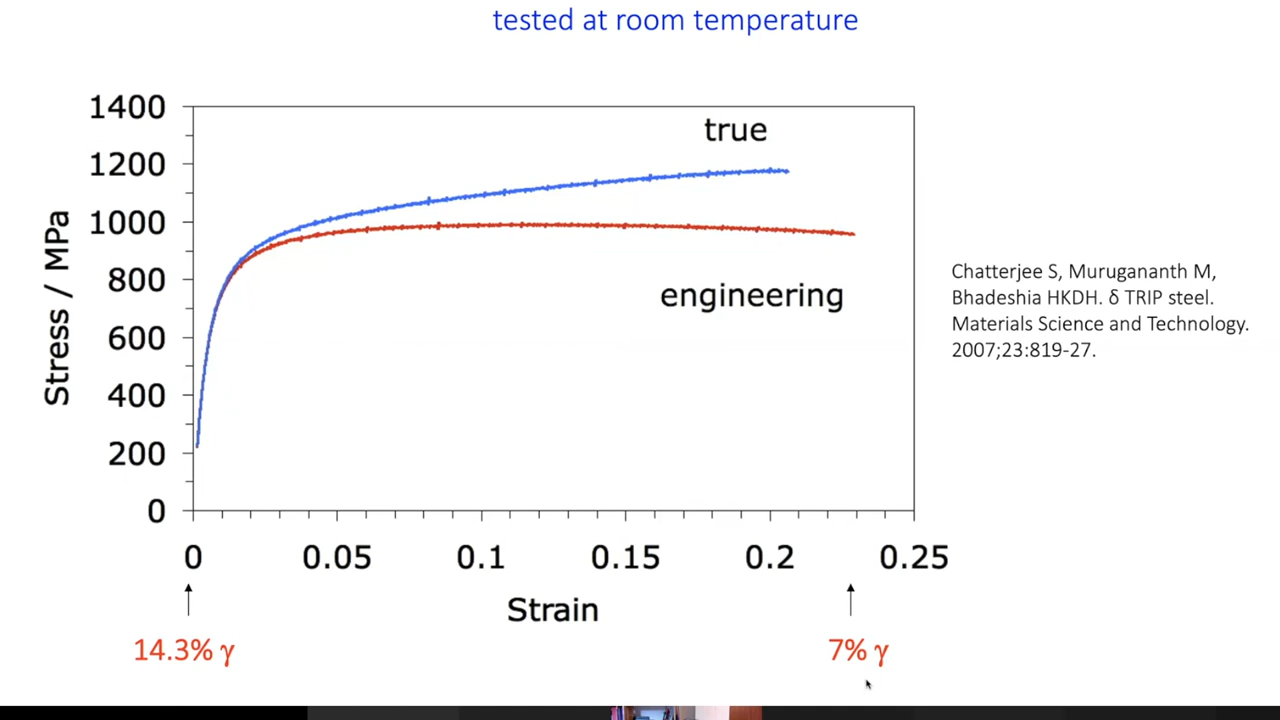 tested at room temperature
1400
1200
1000
800
600
400
200
0
Stress / MPa
true
engineering
0 0.05 0.1 0.15 0.2 0.25
Strain
14.3% γ
7% γ
Chatterjee S, Murugananth M,
Bhadeshia HKDH. δ TRIP steel.
Materials Science and Technology.
2007;23:819-27.